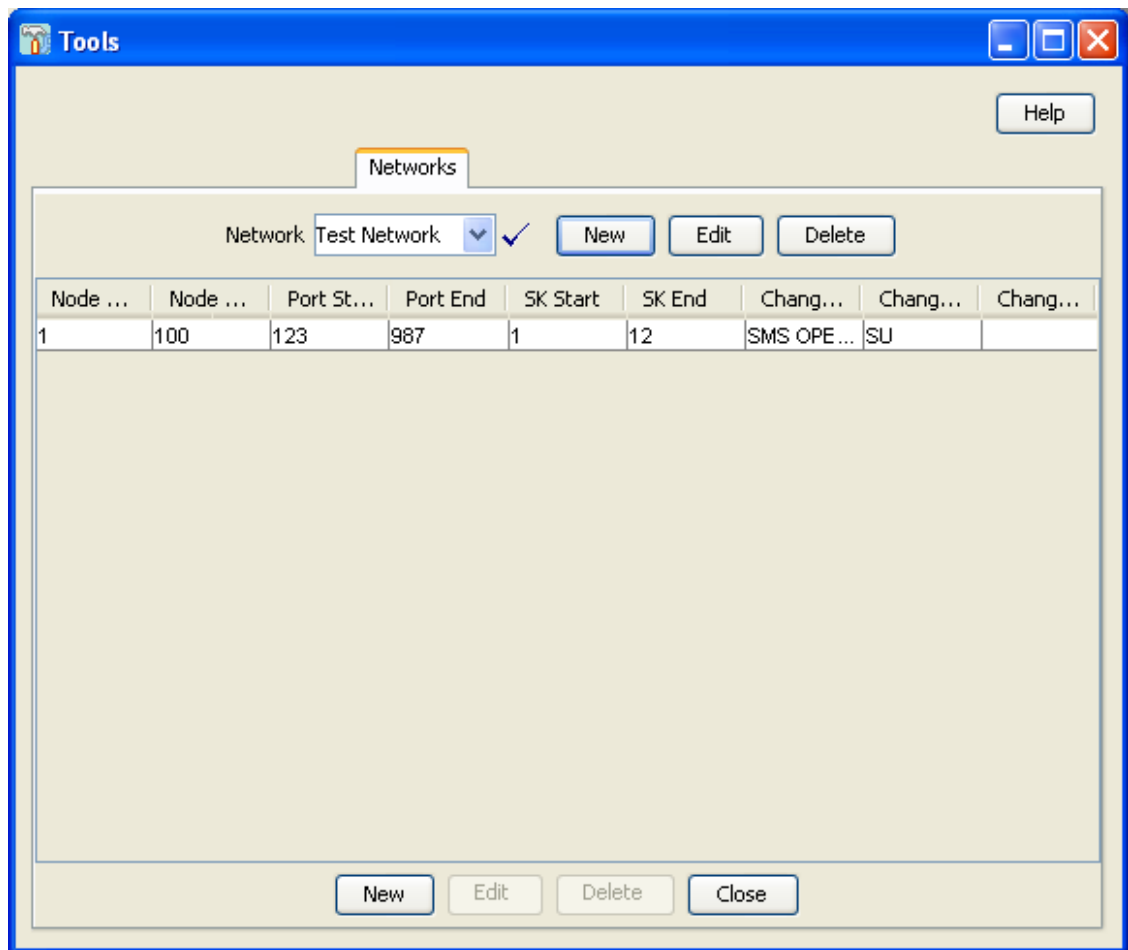 Tools
Help
Networks
Network Test Network New Edit Delete
Node ... Node ... Port St... Port End SK Start SK End Chang... Chang... Chang...
1 100 123 987 1 12 SMS OPE... SU
New Edit Delete Close